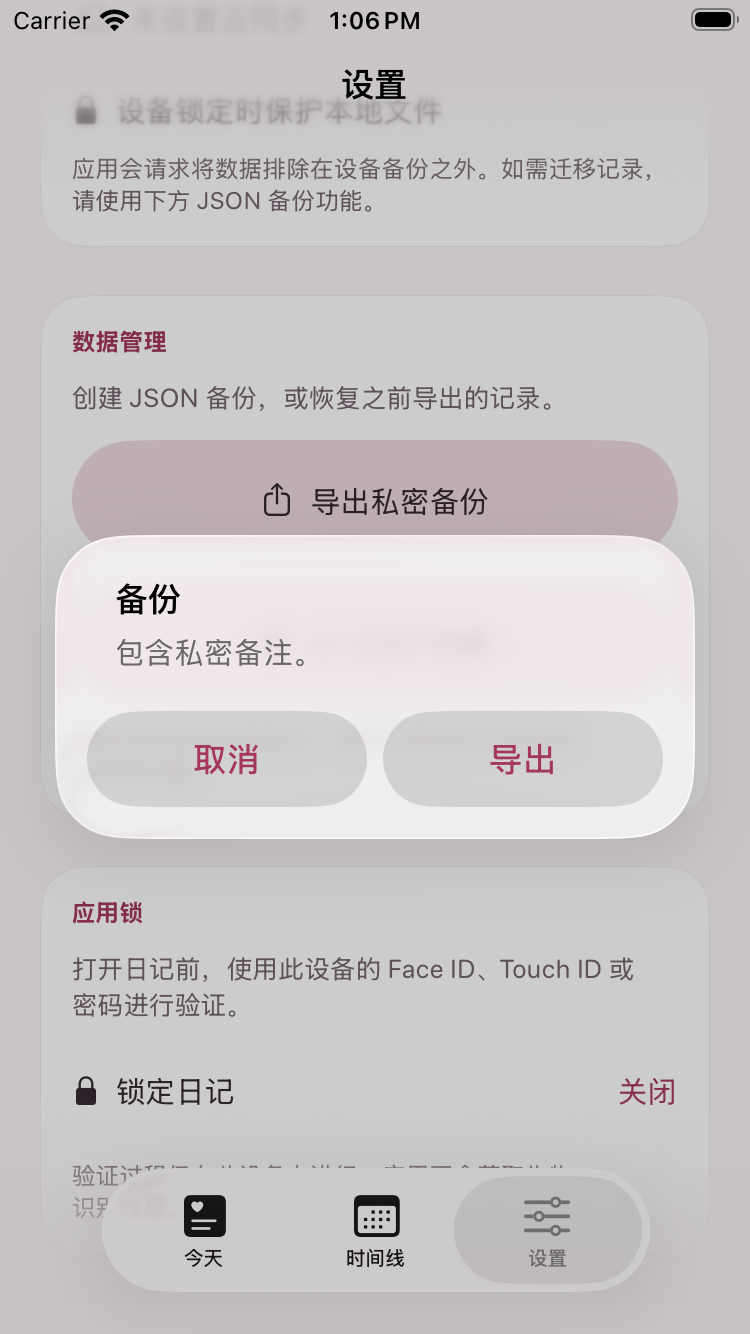 Carrier
1:06 PM
设置
设备锁定时保护本地文件
应用会请求将数据排除在设备备份之外。如需迁移记录，
请使用下方 JSON 备份功能。
数据管理
创建 JSON 备份，或恢复之前导出的记录。
导出私密备份
备份
包含私密备注。
取消
导出
应用锁
打开日记前，使用此设备的 Face ID、Touch ID 或
密码进行验证。
锁定日记
关闭
今天
时间线
设置